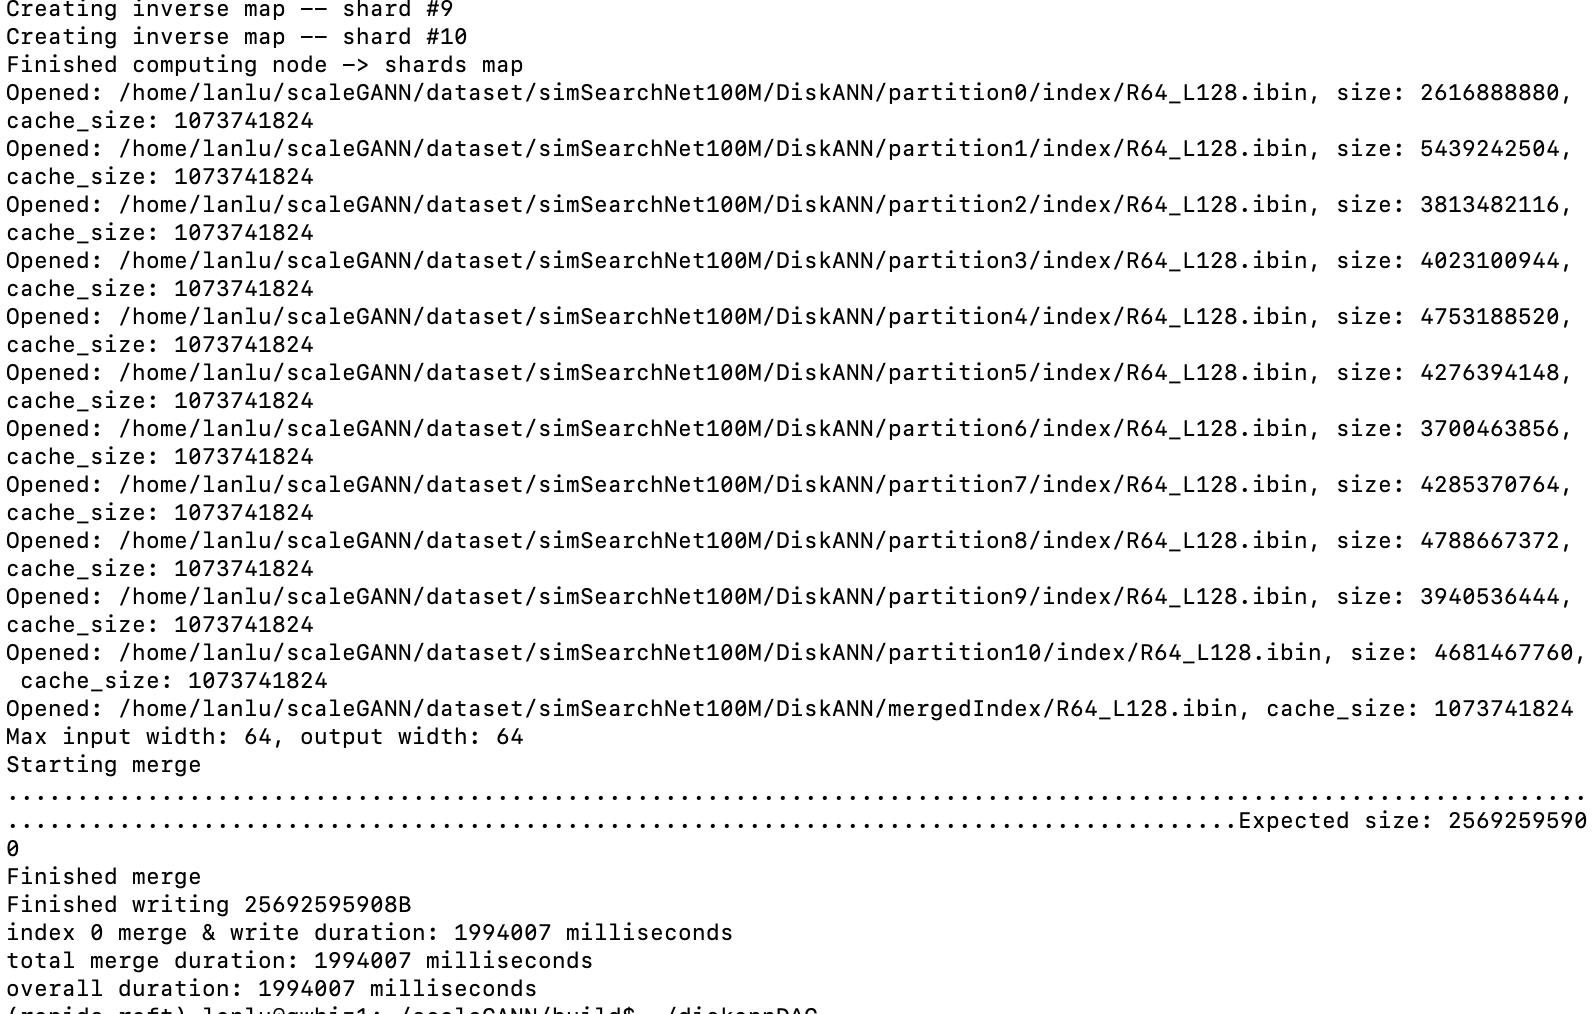 Creating inverse map -- shard #9
Creating inverse map -- shard #10
Finished computing node -> shards map
Opened: /home/lanlu/scaleGANN/dataset/simSearchNet100M/DiskANN/partition0/index/R64_L128.ibin, size: 2616888880,
cache_size: 1073741824
Opened: /home/lanlu/scaleGANN/dataset/simSearchNet100M/DiskANN/partition1/index/R64_L128.ibin, size: 5439242504,
cache_size: 1073741824
Opened: /home/lanlu/scaleGANN/dataset/simSearchNet100M/DiskANN/partition2/index/R64_L128.ibin, size: 3813482116,
cache_size: 1073741824
Opened: /home/lanlu/scaleGANN/dataset/simSearchNet100M/DiskANN/partition3/index/R64_L128.ibin, size: 4023100944,
cache_size: 1073741824
Opened: /home/lanlu/scaleGANN/dataset/simSearchNet100M/DiskANN/partition4/index/R64_L128.ibin, size: 4753188520,
cache_size: 1073741824
Opened: /home/lanlu/scaleGANN/dataset/simSearchNet100M/DiskANN/partition5/index/R64_L128.ibin, size: 4276394148,
cache_size: 1073741824
Opened: /home/lanlu/scaleGANN/dataset/simSearchNet100M/DiskANN/partition6/index/R64_L128.ibin, size: 3700463856,
cache_size: 1073741824
Opened: /home/lanlu/scaleGANN/dataset/simSearchNet100M/DiskANN/partition7/index/R64_L128.ibin, size: 4285370764,
cache_size: 1073741824
Opened: /home/lanlu/scaleGANN/dataset/simSearchNet100M/DiskANN/partition8/index/R64_L128.ibin, size: 4788667372,
cache_size: 1073741824
Opened: /home/lanlu/scaleGANN/dataset/simSearchNet100M/DiskANN/partition9/index/R64_L128.ibin, size: 3940536444,
cache_size: 1073741824
Opened: /home/lanlu/scaleGANN/dataset/simSearchNet100M/DiskANN/partition10/index/R64_L128.ibin, size: 4681467760,
cache_size: 1073741824
Opened: /home/lanlu/scaleGANN/dataset/simSearchNet100M/DiskANN/mergedIndex/R64_L128.ibin, cache_size: 1073741824
Max input width: 64, output width: 64
Starting merge
.................................................................................................................
........................................................................................Expected size: 2569259590
0
Finished merge
Finished writing 25692595908B
index 0 merge & write duration: 1994007 milliseconds
total merge duration: 1994007 milliseconds
overall duration: 1994007 milliseconds